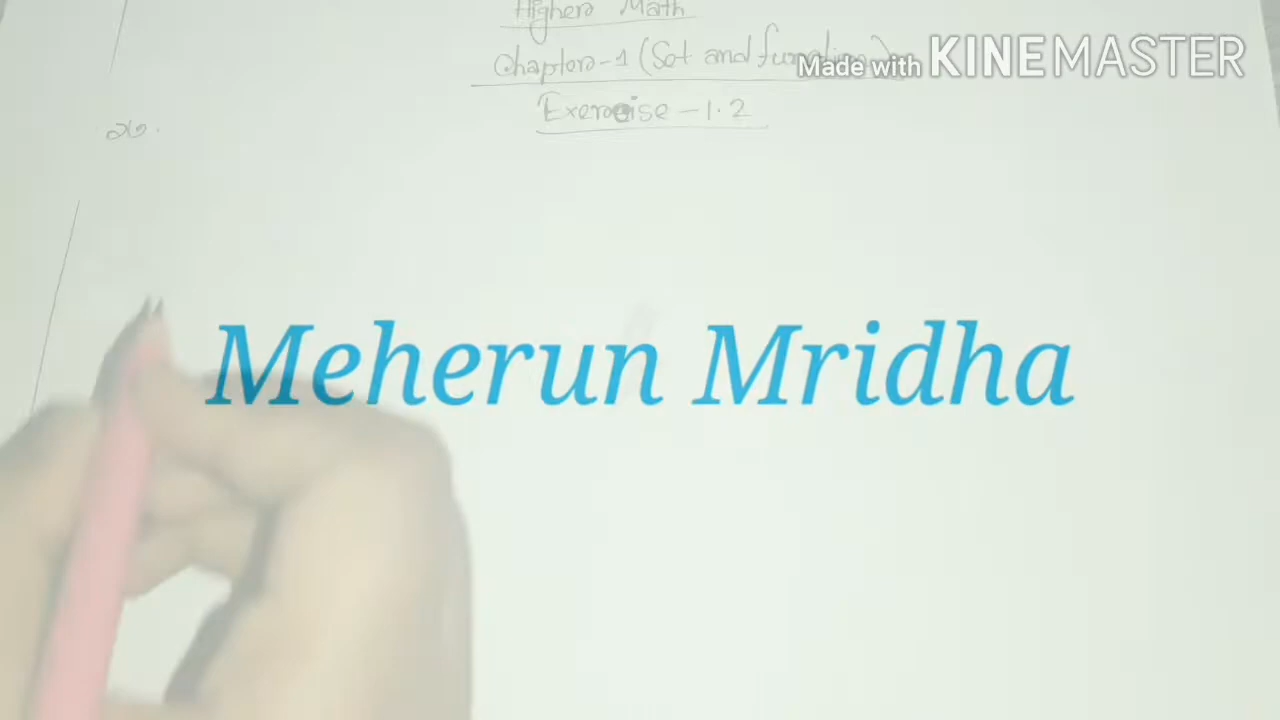 Higher Math
Chapter-1 (Set and function)
Made with KINEMASTER
Exercise - 1.2
Meherun Mridha